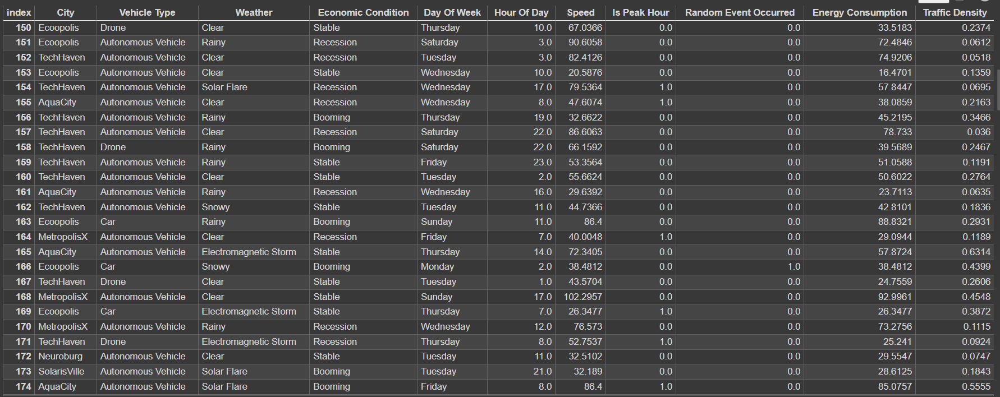 index City Vehicle Type Weather Economic Condition Day Of Week Hour Of Day Speed Is Peak Hour Random Event Occurred Energy Consumption Traffic Density
150 Ecoopolis Drone Clear Stable Thursday 10.0 67.0366 0.0 0.0 33.5183 0.2374
151 Ecoopolis Autonomous Vehicle Rainy Recession Saturday 3.0 90.6058 0.0 0.0 72.4846 0.0612
152 TechHaven Autonomous Vehicle Clear Recession Tuesday 3.0 82.4126 0.0 0.0 74.9206 0.0518
153 Ecoopolis Autonomous Vehicle Clear Stable Wednesday 10.0 20.5876 0.0 0.0 16.4701 0.1359
154 TechHaven Autonomous Vehicle Solar Flare Recession Wednesday 17.0 79.5364 1.0 0.0 57.8447 0.0695
155 AquaCity Autonomous Vehicle Clear Recession Wednesday 8.0 47.6074 1.0 0.0 38.0859 0.2163
156 TechHaven Autonomous Vehicle Rainy Booming Thursday 19.0 32.6622 0.0 0.0 45.2195 0.3466
157 TechHaven Autonomous Vehicle Clear Recession Saturday 22.0 86.6063 0.0 0.0 78.733 0.036
158 TechHaven Drone Rainy Booming Saturday 22.0 66.1592 0.0 0.0 39.5689 0.2467
159 TechHaven Autonomous Vehicle Rainy Stable Friday 23.0 53.3564 0.0 0.0 51.0588 0.1191
160 TechHaven Autonomous Vehicle Clear Stable Tuesday 2.0 55.6624 0.0 0.0 50.6022 0.2764
161 AquaCity Autonomous Vehicle Rainy Recession Wednesday 16.0 29.6392 0.0 0.0 23.7113 0.0635
162 TechHaven Autonomous Vehicle Snowy Stable Tuesday 11.0 44.7366 0.0 0.0 42.8101 0.1836
163 Ecoopolis Car Rainy Booming Sunday 11.0 86.4 0.0 0.0 88.8321 0.2931
164 MetropolisX Autonomous Vehicle Clear Recession Friday 7.0 40.0048 1.0 0.0 29.0944 0.1189
165 AquaCity Autonomous Vehicle Electromagnetic Storm Stable Thursday 14.0 72.3405 0.0 0.0 57.8724 0.6314
166 Ecoopolis Car Snowy Booming Monday 2.0 38.4812 0.0 1.0 38.4812 0.4399
167 TechHaven Drone Clear Stable Tuesday 1.0 43.5704 0.0 0.0 24.7559 0.2606
168 MetropolisX Autonomous Vehicle Clear Stable Sunday 17.0 102.2957 0.0 0.0 92.9961 0.4548
169 Ecoopolis Car Electromagnetic Storm Stable Thursday 7.0 26.3477 1.0 0.0 26.3477 0.3872
170 MetropolisX Autonomous Vehicle Rainy Recession Wednesday 12.0 76.573 0.0 0.0 73.2756 0.1115
171 TechHaven Drone Electromagnetic Storm Recession Thursday 8.0 52.7537 1.0 0.0 25.241 0.0924
172 Neuroburg Autonomous Vehicle Clear Stable Tuesday 11.0 32.5102 0.0 0.0 29.5547 0.0747
173 SolarisVille Autonomous Vehicle Solar Flare Booming Tuesday 21.0 32.189 0.0 0.0 28.6125 0.1843
174 AquaCity Autonomous Vehicle Solar Flare Booming Friday 8.0 86.4 1.0 0.0 85.0757 0.5555